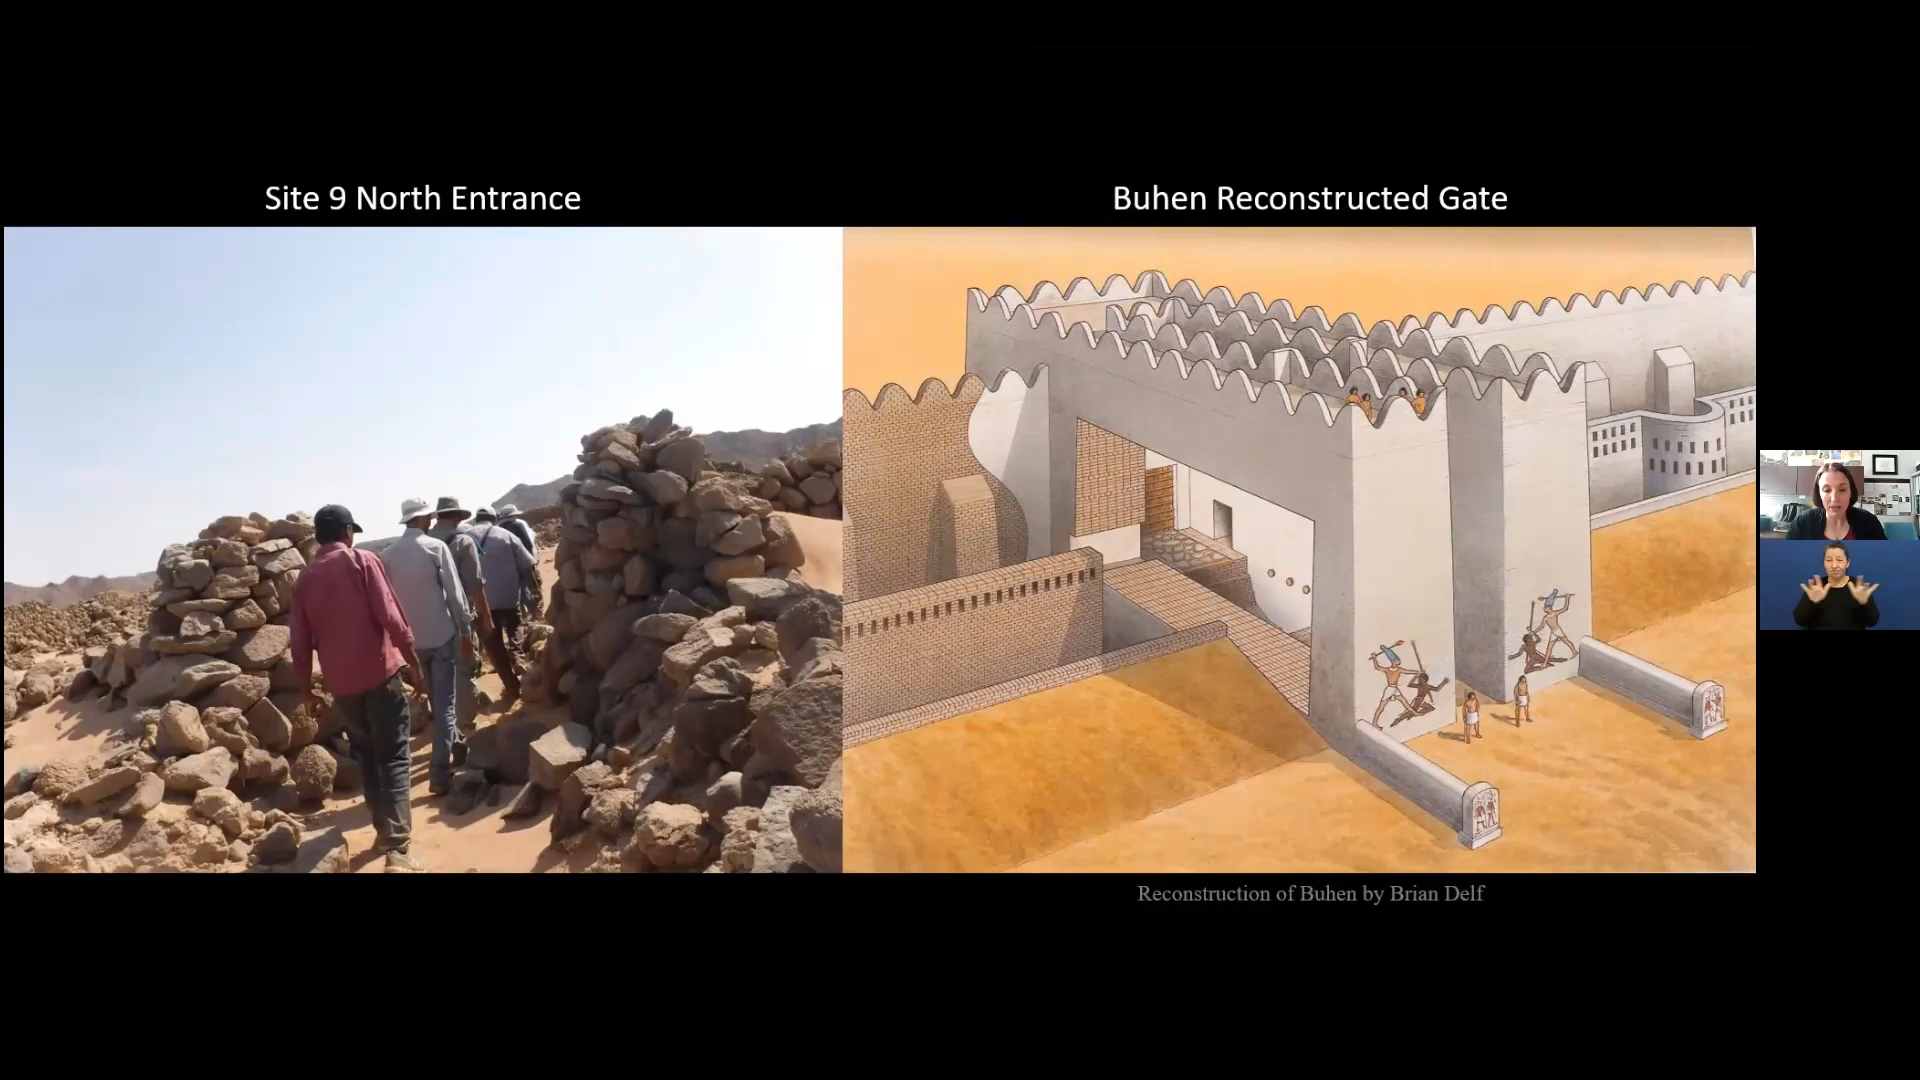 Site 9 North Entrance
Buhen Reconstructed Gate
Reconstruction of Buhen by Brian Delf